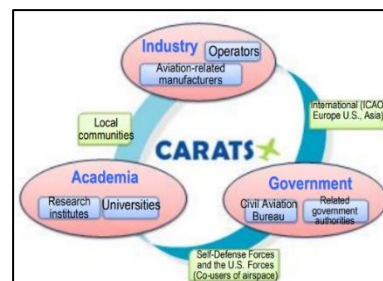 Industry
Operators
Aviation-related
manufacturers
Local
communities
International (ICAO
Europe U.S., Asia)
CARATS
Academia
Research
institutes
Universities
Government
Civil Aviation
Bureau
Related
government
authorities
Self-Defense Forces
and the U.S. Forces
(Co-users of airspace)